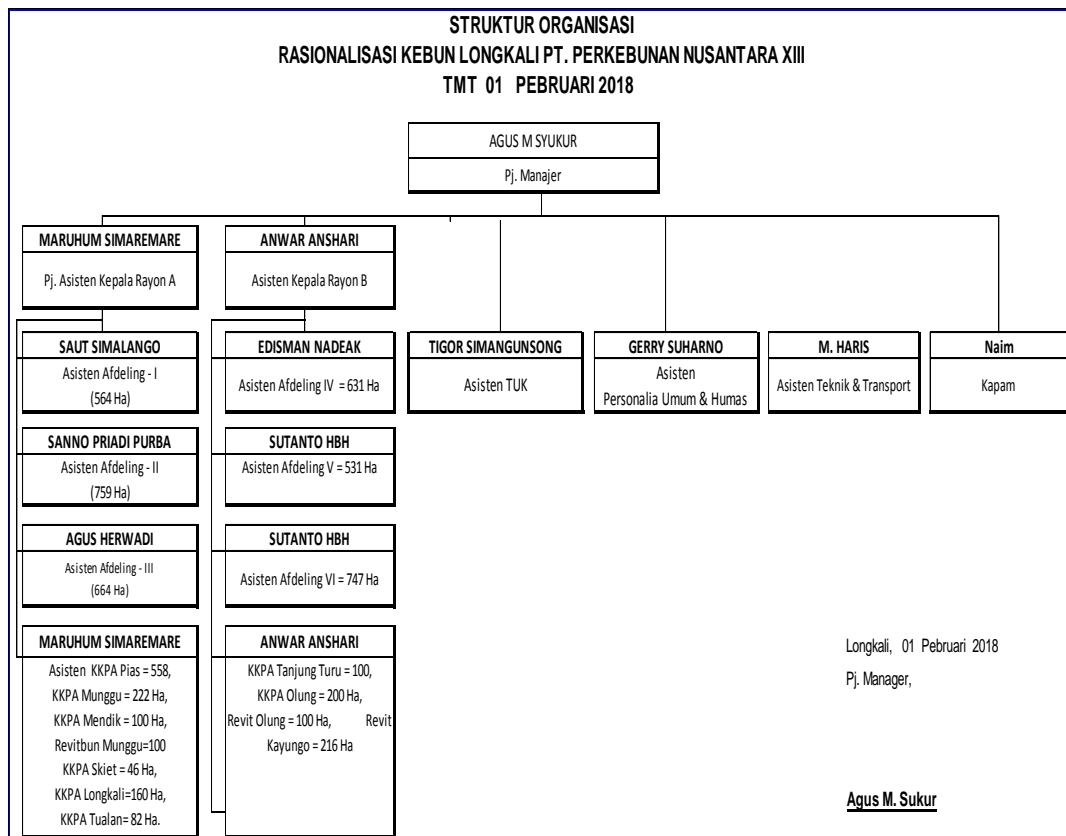 STRUKTUR ORGANISASI
RASIONALISASI KEBUN LONGKALI PT. PERKEBUNAN NUSANTARA XIII
TMT 01 PEBRUARI 2018
AGUS M SYUKUR
Pj. Manajer
MARUHUM SIMAREMARE
Pj. Asisten Kepala Rayon A
ANWAR ANSHARI
Asisten Kepala Rayon B
SAUT SIMALANGO
Asisten Afdeling - I
(564 Ha)
EDISMAN NADEAK
Asisten Afdeling IV = 631 Ha
TIGOR SIMANGUNSONG
Asisten TUK
GERRY SUHARNO
Asisten
Personalia Umum & Humas
M. HARIS
Asisten Teknik & Transport
Naim
Kapam
SANNO PRIADI PURBA
Asisten Afdeling - II
(759 Ha)
SUTANTO HBH
Asisten Afdeling V = 531 Ha
AGUS HERWADI
Asisten Afdeling - III
(664 Ha)
SUTANTO HBH
Asisten Afdeling VI = 747 Ha
MARUHUM SIMAREMARE
Asisten KKPA Pias = 558,
KKPA Munggu = 222 Ha,
KKPA Mendik = 100 Ha,
Revitbun Munggu=100
KKPA Skiet = 46 Ha,
KKPA Longkali=160 Ha,
KKPA Tualan= 82 Ha.
ANWAR ANSHARI
KKPA Tanjung Turu = 100,
KKPA Olung = 200 Ha,
Revit Olung = 100 Ha, Revit
Kayungo = 216 Ha
Longkali, 01 Pebruari 2018
Pj. Manager,
Agus M. Sukur